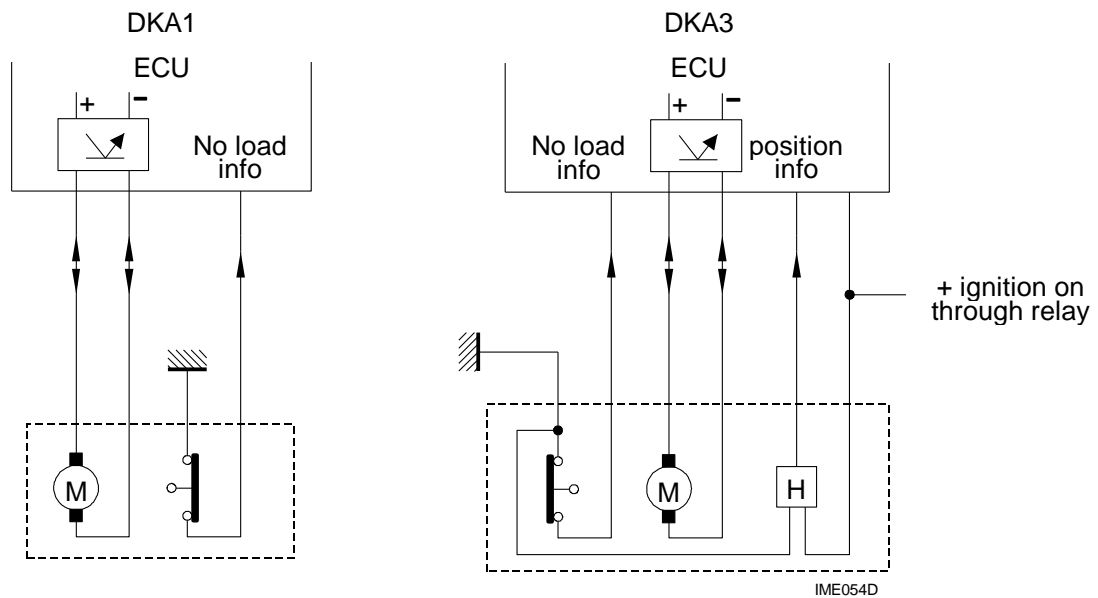 DKA1
ECU
+ -
No load
info
M
DKA3
ECU
+ -
No load
info
position
info
+ ignition on
through relay
M
H
IME054D